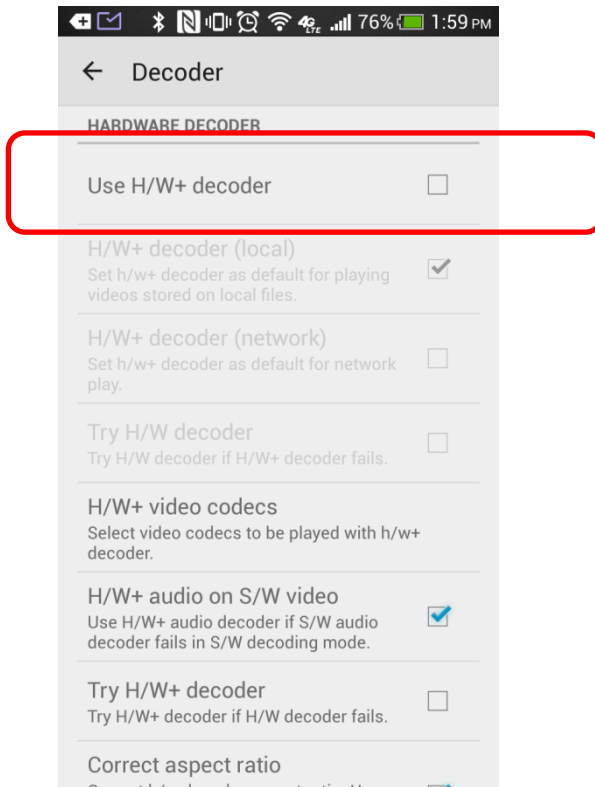 4G LTE 76% 1:59 PM
Decoder
HARDWARE DECODER
Use H/W+ decoder
H/W+ decoder (local)
Set h/w+ decoder as default for playing
videos stored on local files.
H/W+ decoder (network)
Set h/w+ decoder as default for network
play.
Try H/W decoder
Try H/W decoder if H/W+ decoder fails.
H/W+ video codecs
Select video codecs to be played with h/w+
decoder.
H/W+ audio on S/W video
Use H/W+ audio decoder if S/W audio
decoder fails in S/W decoding mode.
Try H/W+ decoder
Try H/W+ decoder if H/W decoder fails.
Correct aspect ratio